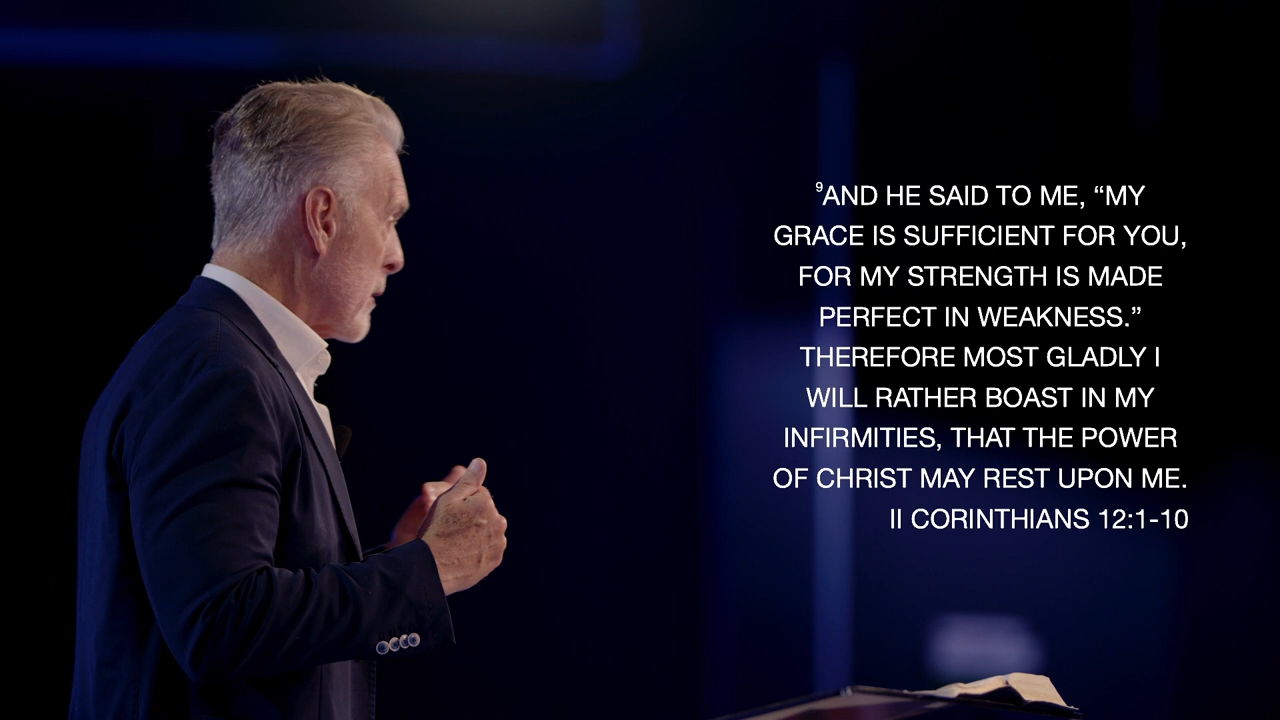 ⁹AND HE SAID TO ME, “MY
GRACE IS SUFFICIENT FOR YOU,
FOR MY STRENGTH IS MADE
PERFECT IN WEAKNESS.”
THEREFORE MOST GLADLY I
WILL RATHER BOAST IN MY
INFIRMITIES, THAT THE POWER
OF CHRIST MAY REST UPON ME.
II CORINTHIANS 12:1-10